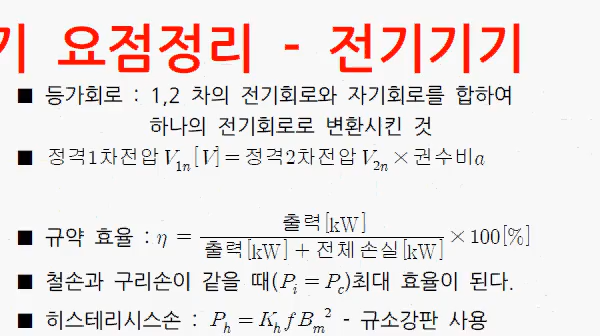 기 요점정리 - 전기기기
■ 등가회로 : 1,2 차의 전기회로와 자기회로를 합하여
하나의 전기회로로 변환시킨 것
■ 정격1차전압 V₁ₙ[V] = 정격2차전압 V₂ₙ × 권수비a
■ 규약 효율 : η = 출력[kW] / 출력[kW] + 전체손실[kW] × 100[%]
■ 철손과 구리손이 같을 때(Pᵢ = P_c)최대 효율이 된다.
■ 히스테리시스손 : Pₕ = Kₕ f Bₘ² - 규소강판 사용